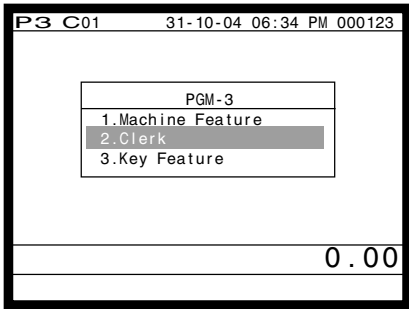 P3 C01 31-10-04 06:34 PM 000123
PGM-3
1.Machine Feature
2.Clerk
3.Key Feature
0.00